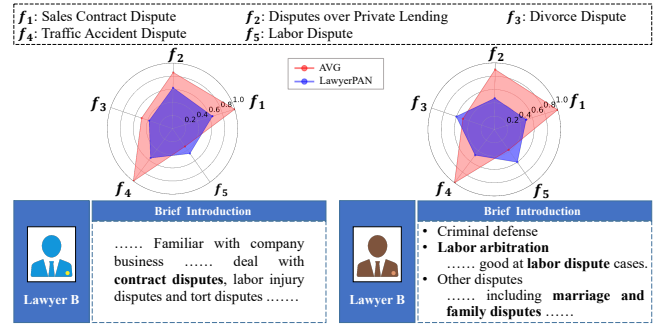 f₁: Sales Contract Dispute f₂: Disputes over Private Lending f₃: Divorce Dispute
f₄: Traffic Accident Dispute f₅: Labor Dispute
AVG
LawyerPAN
f₂
f₃
f₁
f₄
f₅
0.2 0.4 0.6 0.8 1.0
f₂
f₃
f₁
f₄
f₅
0.2 0.4 0.6 0.8 1.0
Lawyer B
Brief Introduction
…… Familiar with company
business …… deal with
contract disputes, labor injury
disputes and tort disputes …….
Lawyer B
Brief Introduction
• Criminal defense
• Labor arbitration
…… good at labor dispute cases.
• Other disputes
…… including marriage and
family disputes ……